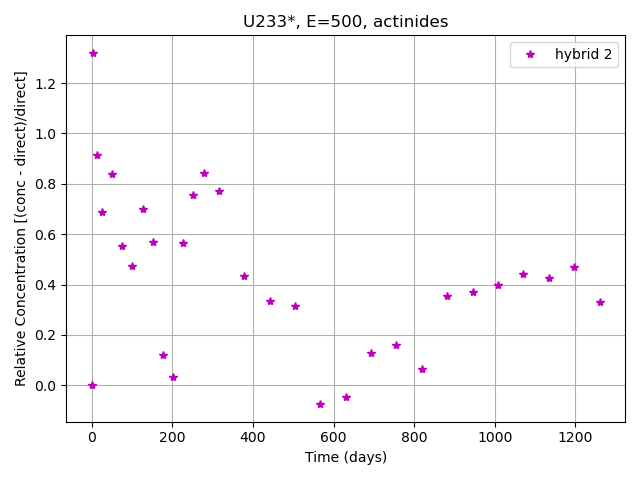 U233*, E=500, actinides
hybrid 2
Relative Concentration [(conc - direct)/direct]
1.2
1.0
0.8
0.6
0.4
0.2
0.0
0 200 400 600 800 1000 1200
Time (days)